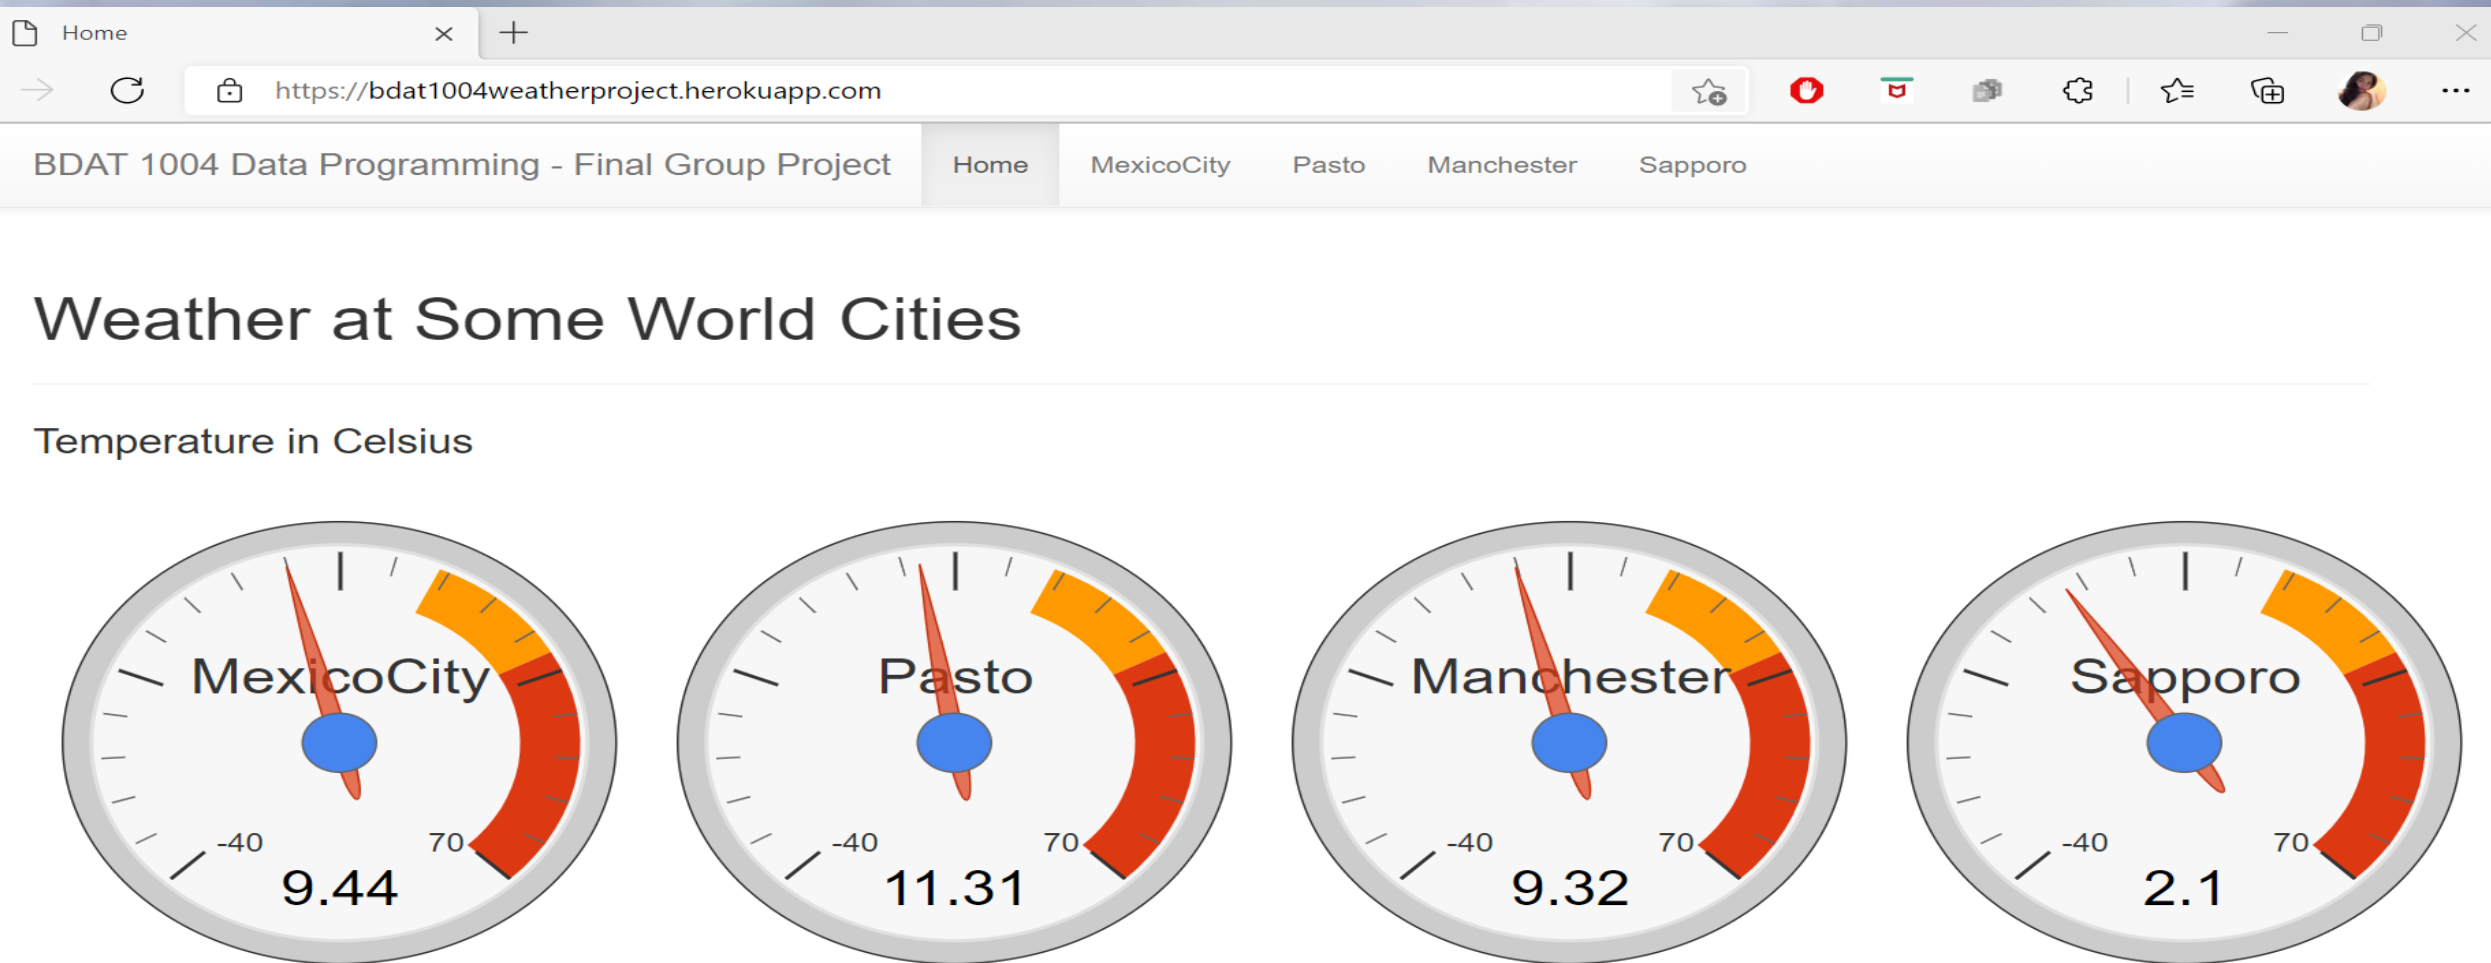 Home
https://bdat1004weatherproject.herokuapp.com
BDAT 1004 Data Programming - Final Group Project Home MexicoCity Pasto Manchester Sapporo
Weather at Some World Cities
Temperature in Celsius
MexicoCity Pasto Manchester Sapporo
-40 70 -40 70 -40 70 -40 70
9.44 11.31 9.32 2.1